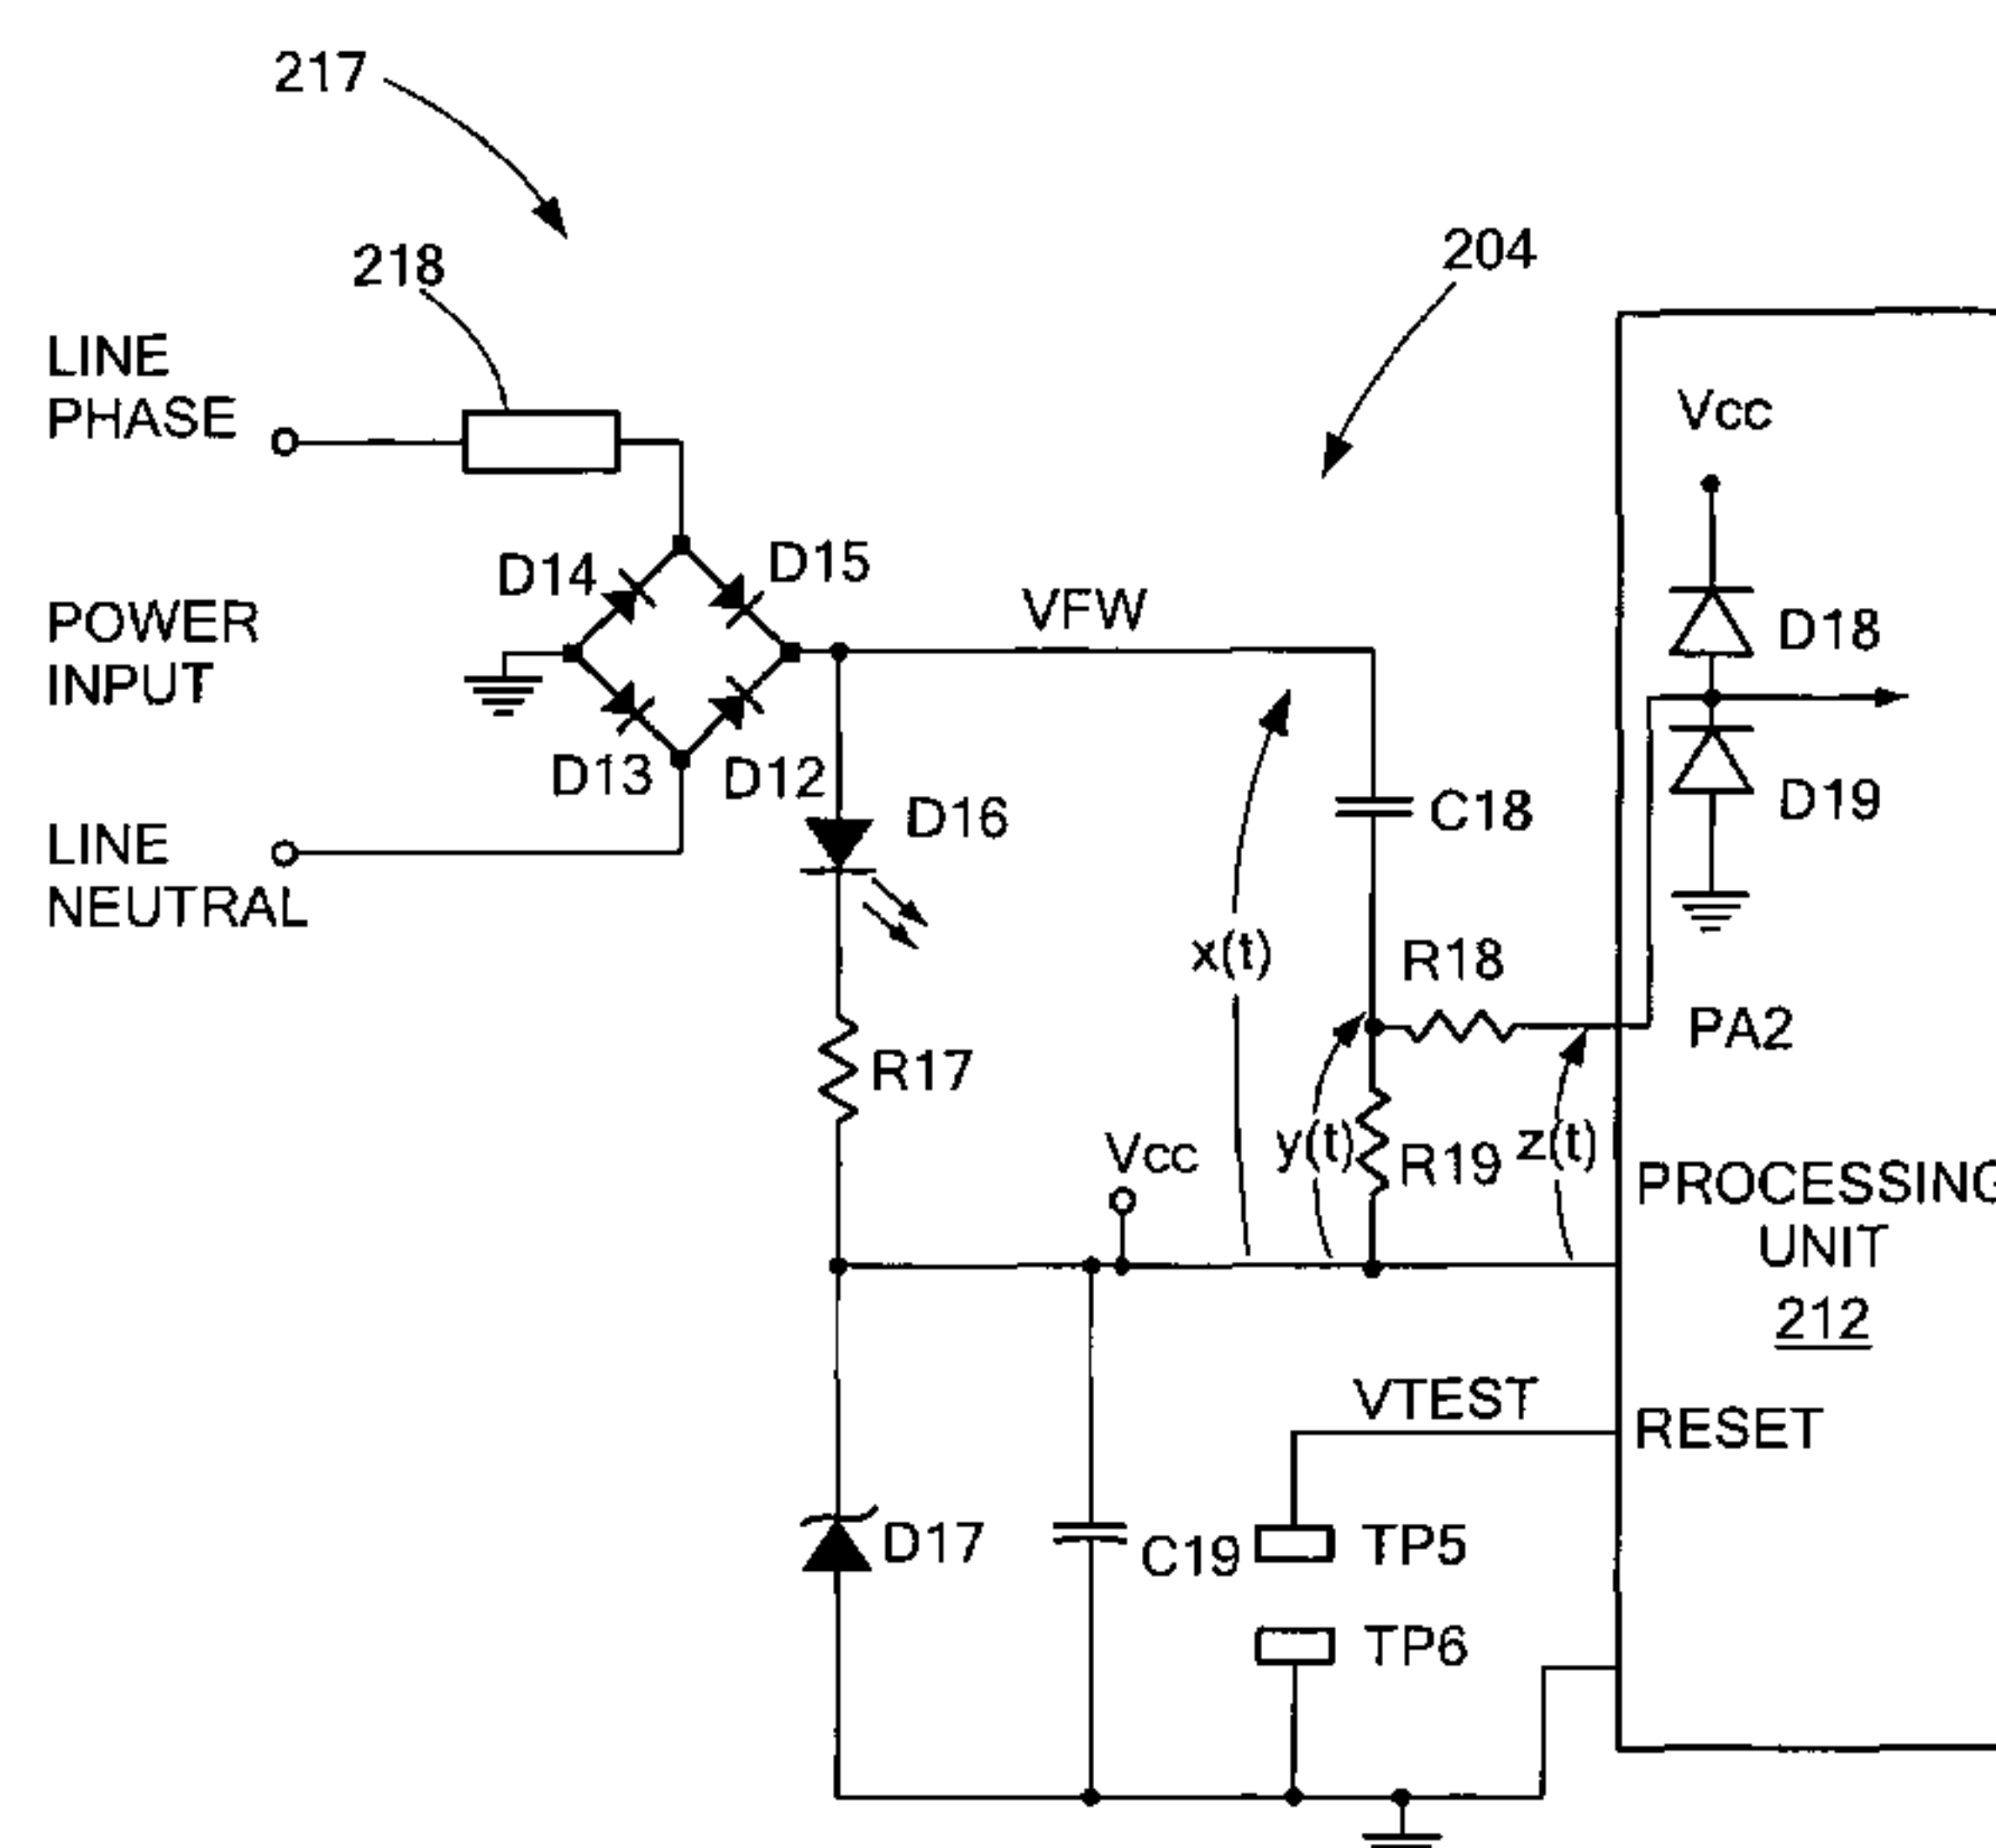 217
218
204
LINE
PHASE
Vcc
D14
D15
POWER
INPUT
VFW
D18
D13
D12
D16
C18
D19
LINE
NEUTRAL
x(t)
R18
PA2
R17
Vcc
y(t)
R19
z(t)
PROCESSING
UNIT
212
VTEST
RESET
D17
C19
TP5
TP6